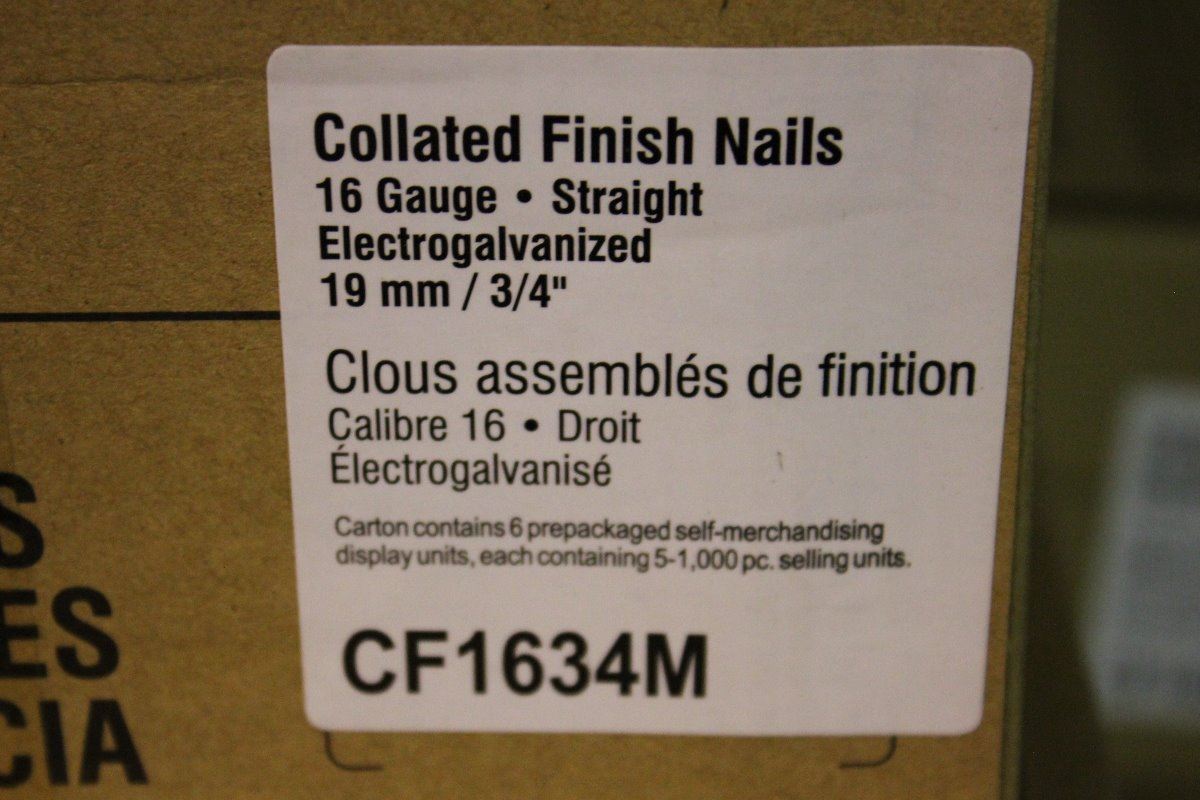 Collated Finish Nails
16 Gauge • Straight
Electrogalvanized
19 mm / 3/4"
Clous assemblés de finition
Calibre 16 • Droit
Électrogalvanisé
Carton contains 6 prepackaged self-merchandising
display units, each containing 5-1,000 pc. selling units.
CF1634M
S
ES
CIA